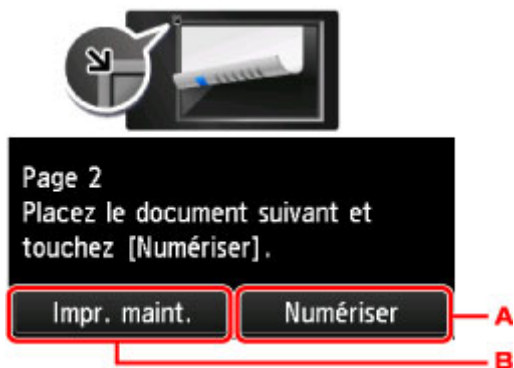 Page 2
Placez le document suivant et
touchez [Numériser].
Impr. maint.
Numériser
A
B